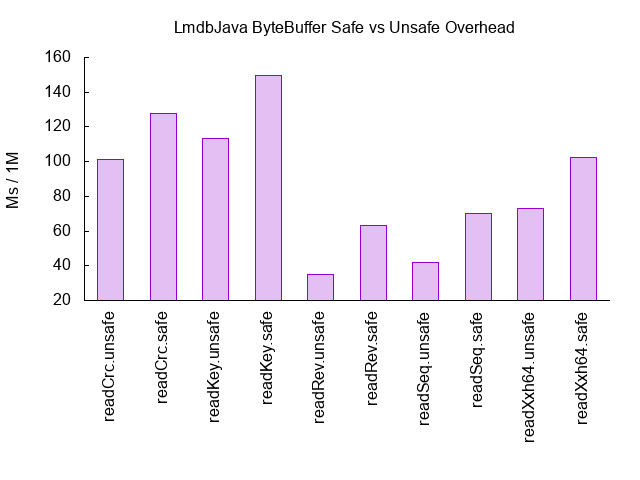 LmdbJava ByteBuffer Safe vs Unsafe Overhead
Ms / 1M
160
140
120
100
80
60
40
20
readCrc.unsafe
readCrc.safe
readKey.unsafe
readKey.safe
readRev.unsafe
readRev.safe
readSeq.unsafe
readSeq.safe
readXxh64.unsafe
readXxh64.safe